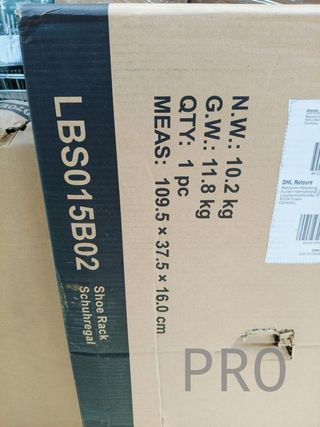 LBS015B02
Shoe Rack
Schuhregal
N.W.: 10.2 kg
G.W.: 11.8 kg
QTY: 1 pc
MEAS: 109.5 × 37.5 × 16.0 cm
DHL Retoure
Germany
PRO